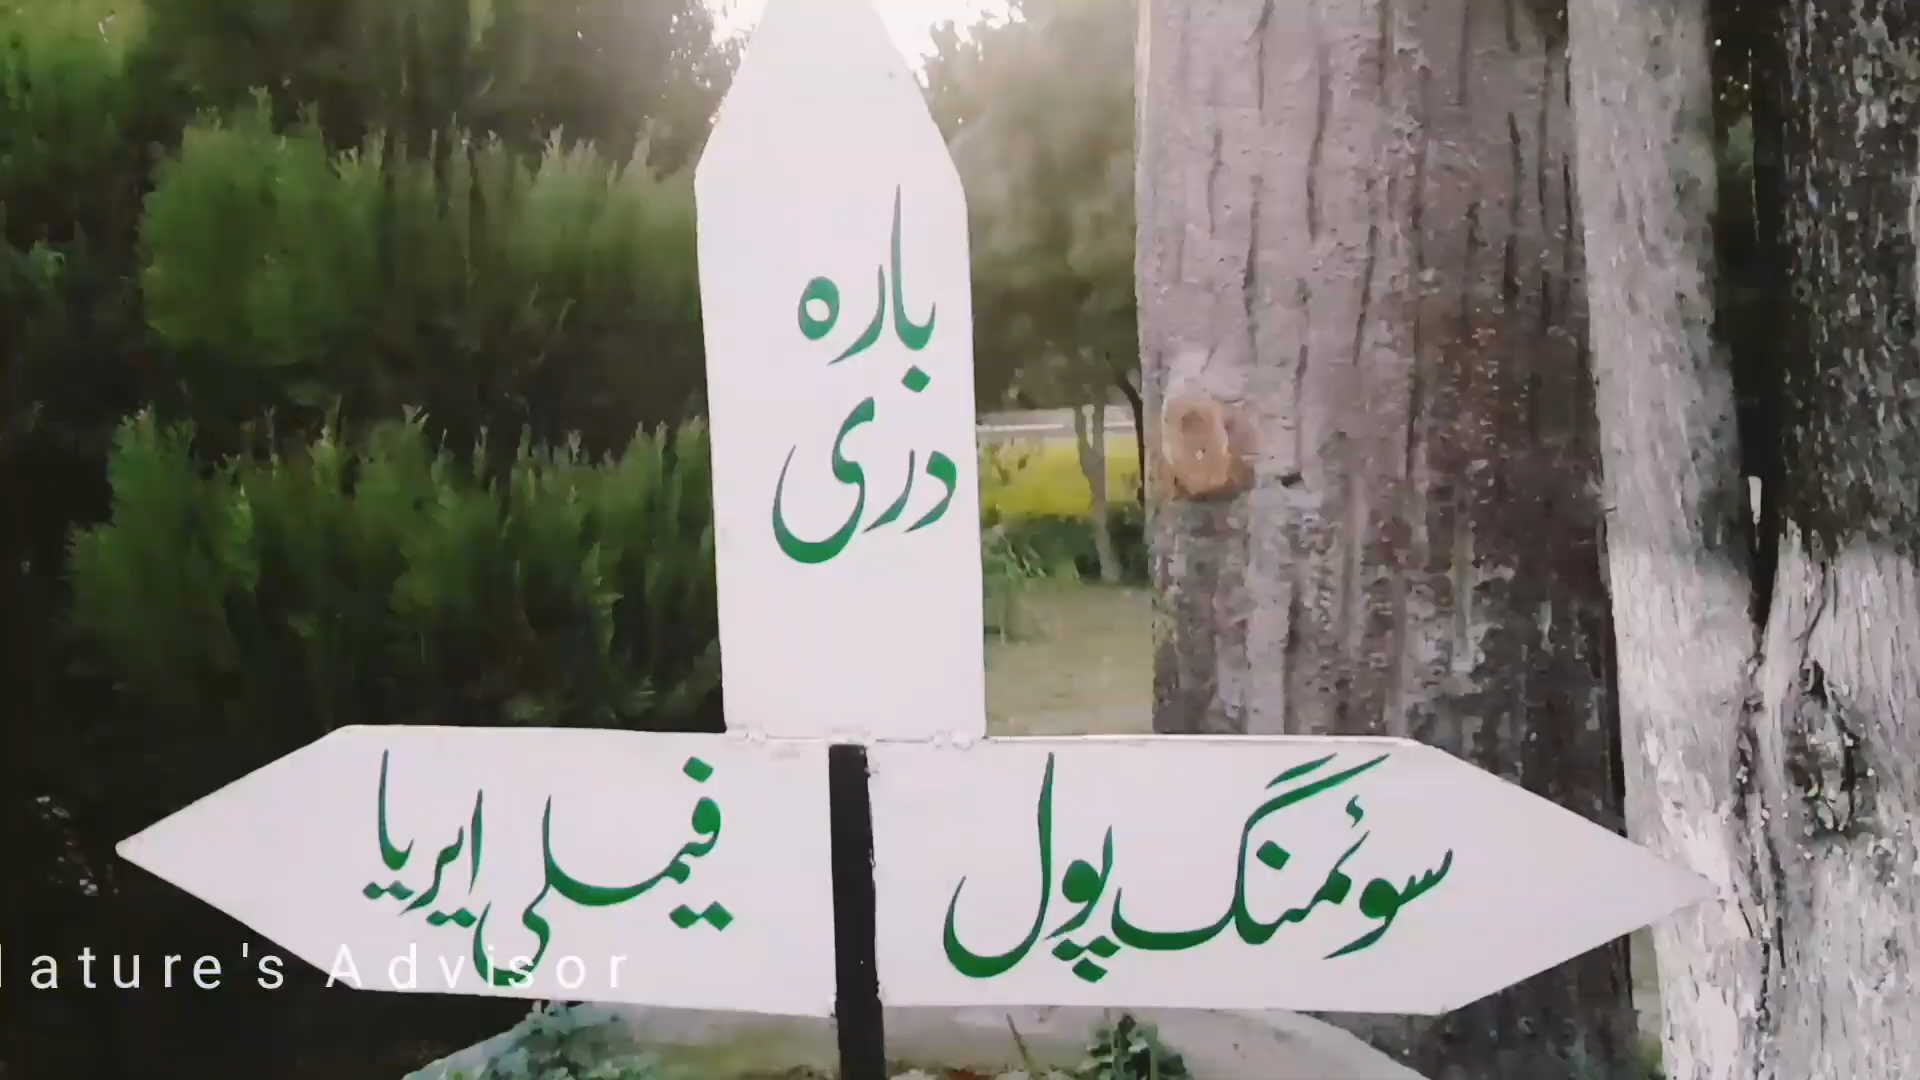 بارہ
دری
سوئمنگ پول
فیملی ایریا
ature's Advisor